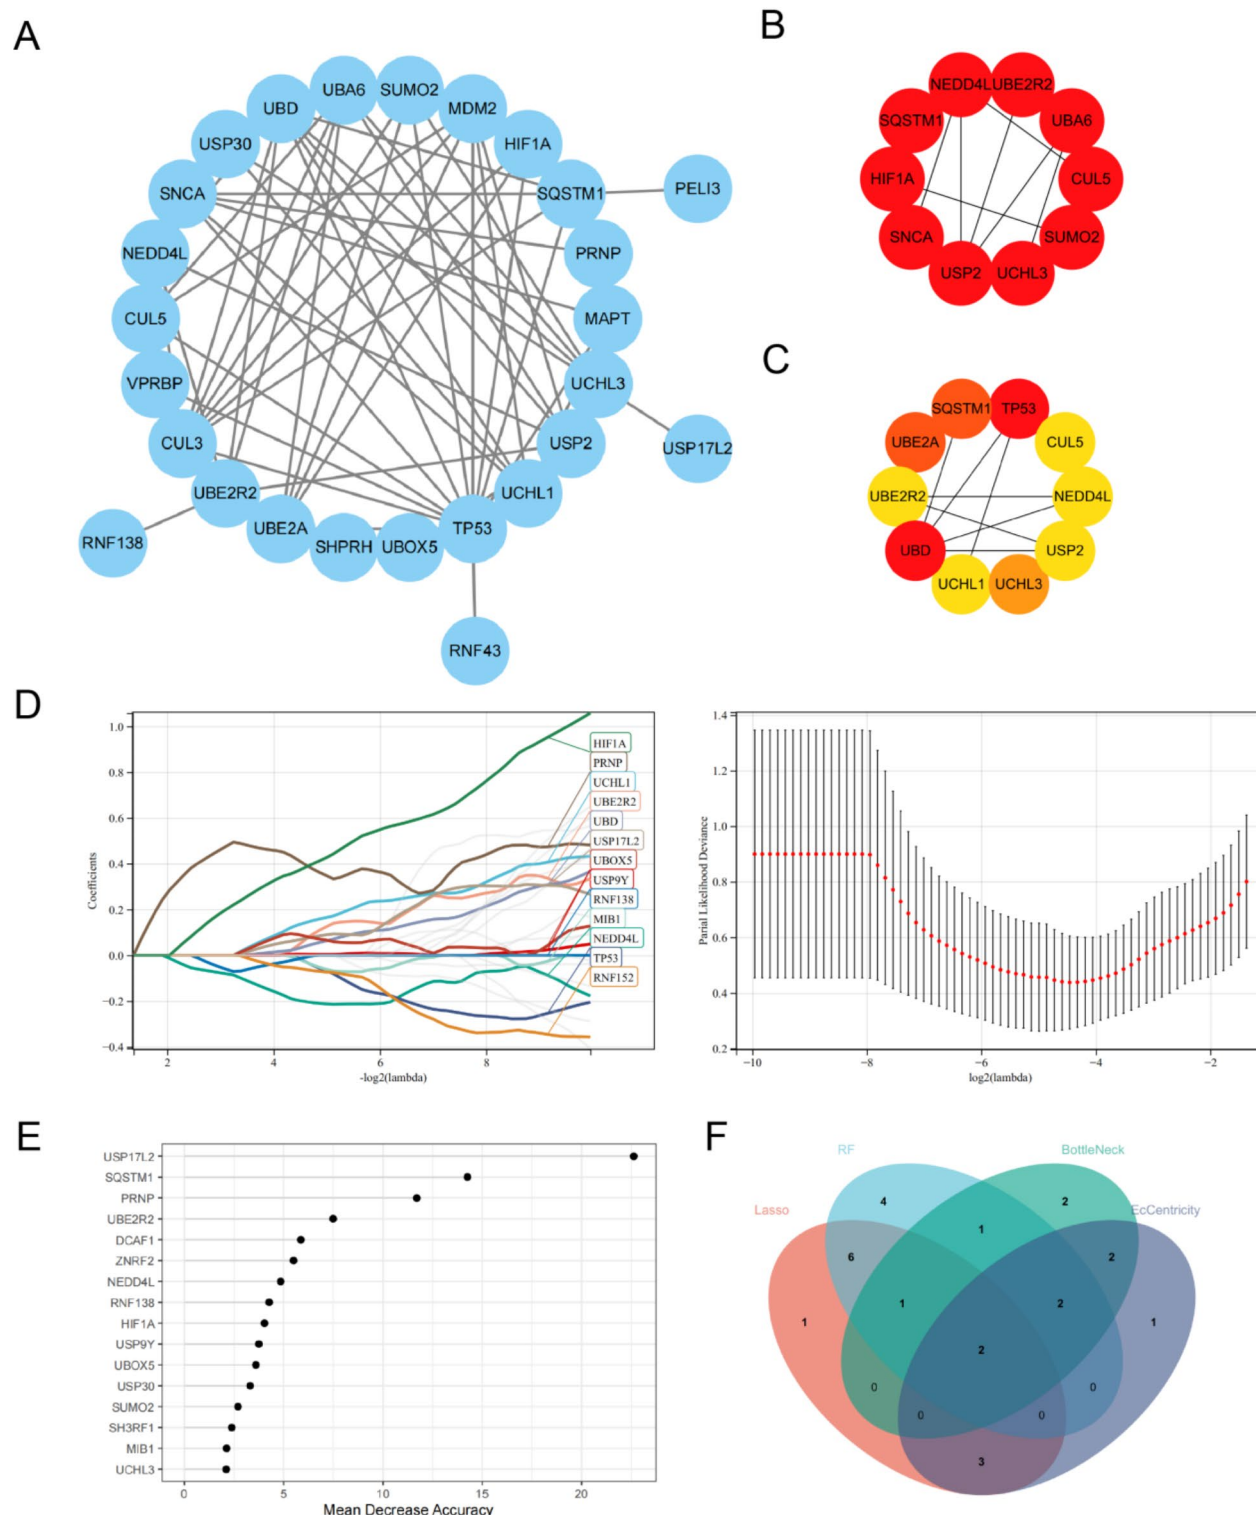 A
UBA6
SUMO2
UBD
MDM2
USP30
HIF1A
SNCA
SQSTM1
PELI3
NEDD4L
PRNP
CUL5
MAPT
VPRBP
UCHL3
CUL3
USP2
USP17L2
UBE2R2
UCHL1
UBE2A
TP53
RNF138
SHPRH
UBOX5
RNF43
B
NEDD4L
UBE2R2
SQSTM1
UBA6
HIF1A
CUL5
SNCA
SUMO2
USP2
UCHL3
C
SQSTM1
TP53
UBE2A
CUL5
UBE2R2
NEDD4L
UBD
USP2
UCHL1
UCHL3
D
1.0
0.8
0.6
0.4
0.2
0.0
−0.2
−0.4
Coefficients
HIF1A
PRNP
UCHL1
UBE2R2
UBD
USP17L2
UBOX5
USP9Y
RNF138
MIB1
NEDD4L
TP53
RNF152
2 4 6 8
-log2(lambda)
1.4
1.2
1.0
0.8
0.6
0.4
0.2
Parial Likelihood Deviance
−10 −8 −6 −4 −2
log2(lambda)
E
USP17L2
SQSTM1
PRNP
UBE2R2
DCAF1
ZNRF2
NEDD4L
RNF138
HIF1A
USP9Y
UBOX5
USP30
SUMO2
SH3RF1
MIB1
UCHL3
0 5 10 15 20
Mean Decrease Accuracy
F
RF
BottleNeck
Lasso
EcCentricity
4
2
1
6
2
1
2
1
1
2
0
0
0
0
3